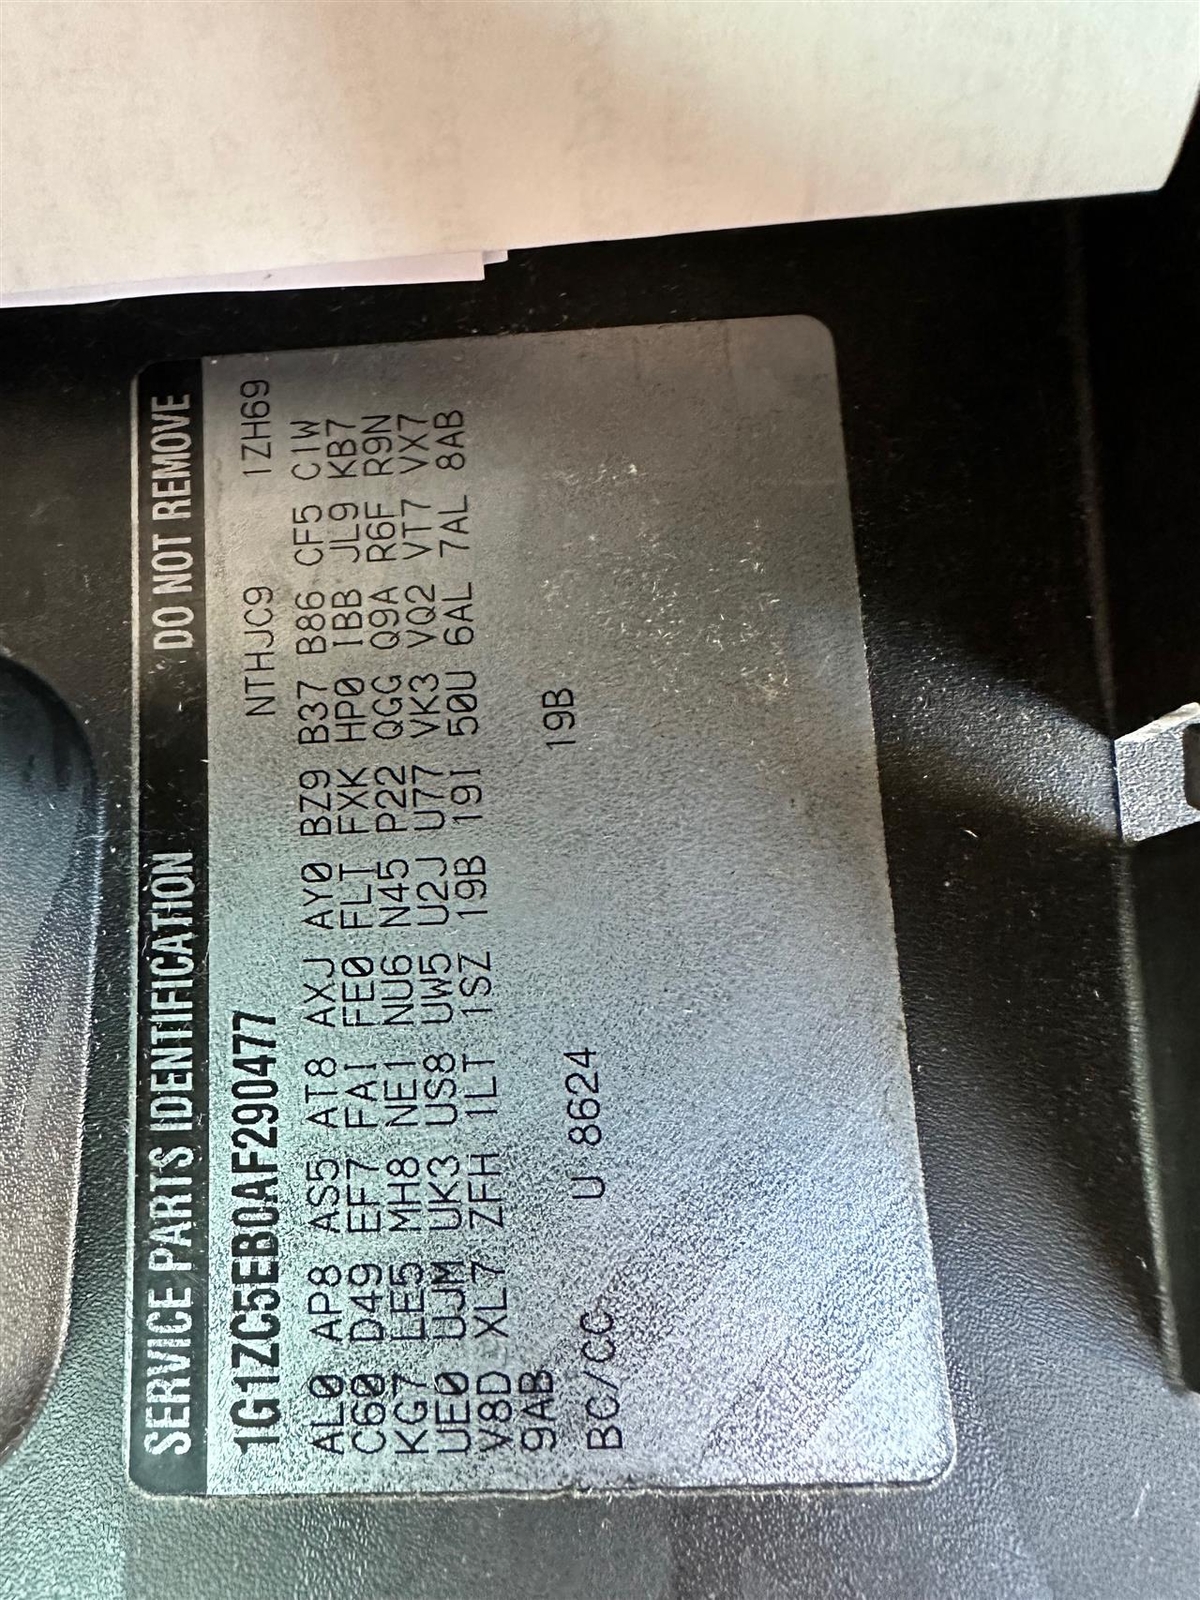 SERVICE PARTS IDENTIFICATION DO NOT REMOVE
1G1ZC5EB0AF290477 NTHJC9 1ZH69
AL0 AP8 AS5 AT8 AXJ AY0 BZ9 B37 B86 CF5 C1W
C60 D49 EF7 FAI FE0 FLT FXK HP0 IBB JL9 KB7
KG7 LE5 MH8 NE1 NU6 N45 P22 QGG Q9A R6F R9N
UE0 UJM UK3 US8 UW5 U2J U77 VK3 VQ2 VT7 VX7
V8D XL7 ZFH 1LT 1SZ 19B 19I 50U 6AL 7AL 8AB
9AB
BC/CC U 8624 19B